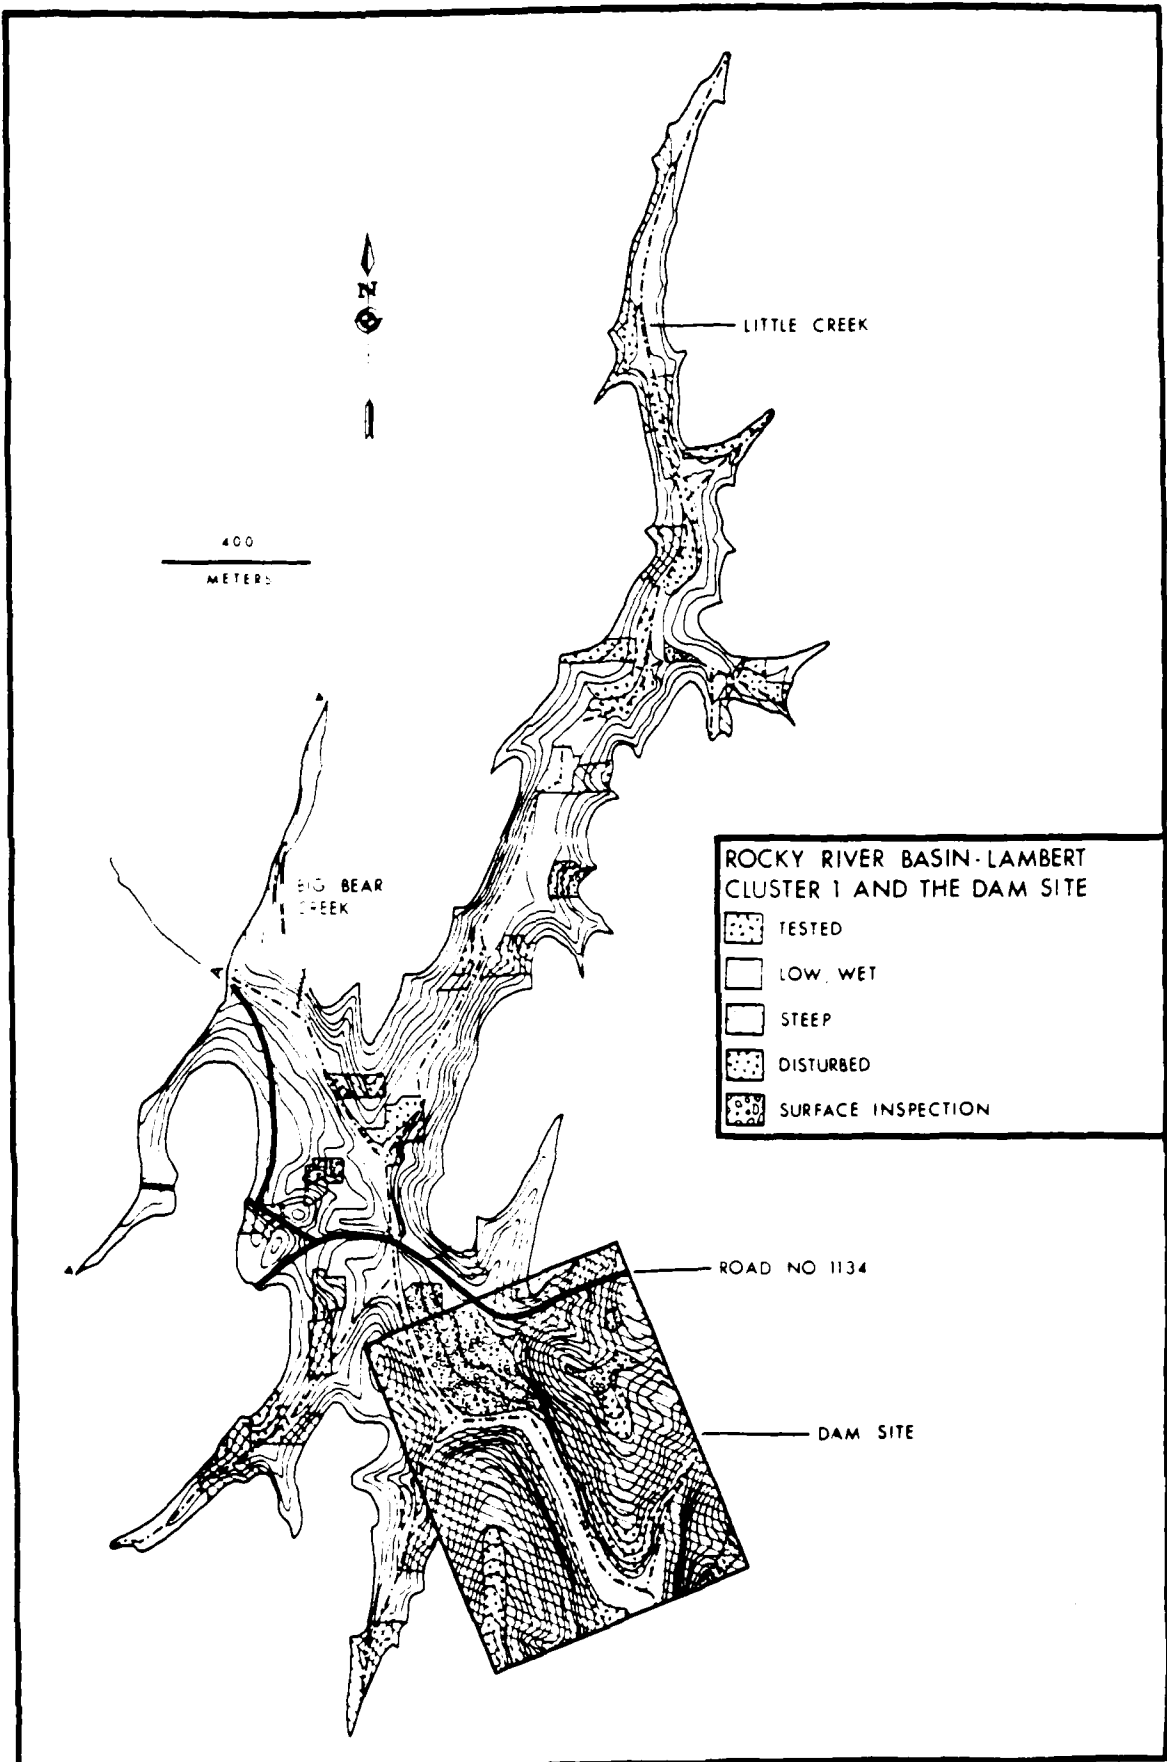 N
LITTLE CREEK
400
METERS
BIG BEAR
CREEK
ROCKY RIVER BASIN - LAMBERT
CLUSTER 1 AND THE DAM SITE
TESTED
LOW, WET
STEEP
DISTURBED
SURFACE INSPECTION
ROAD NO 1134
DAM SITE